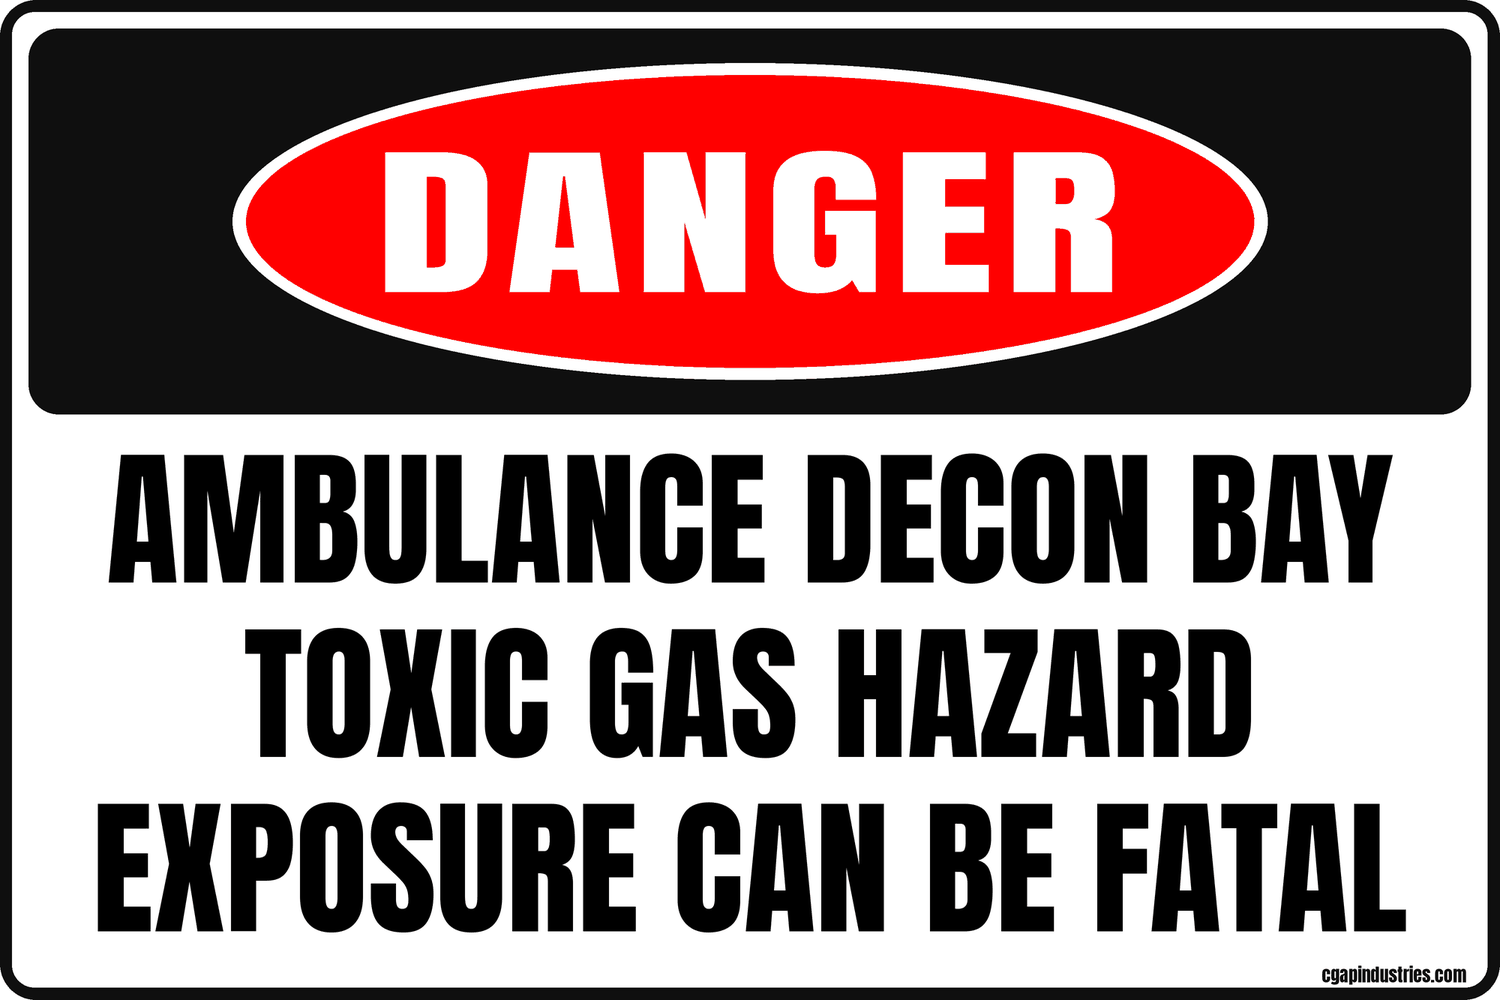 DANGER
AMBULANCE DECON BAY
TOXIC GAS HAZARD
EXPOSURE CAN BE FATAL
cgapindustries.com